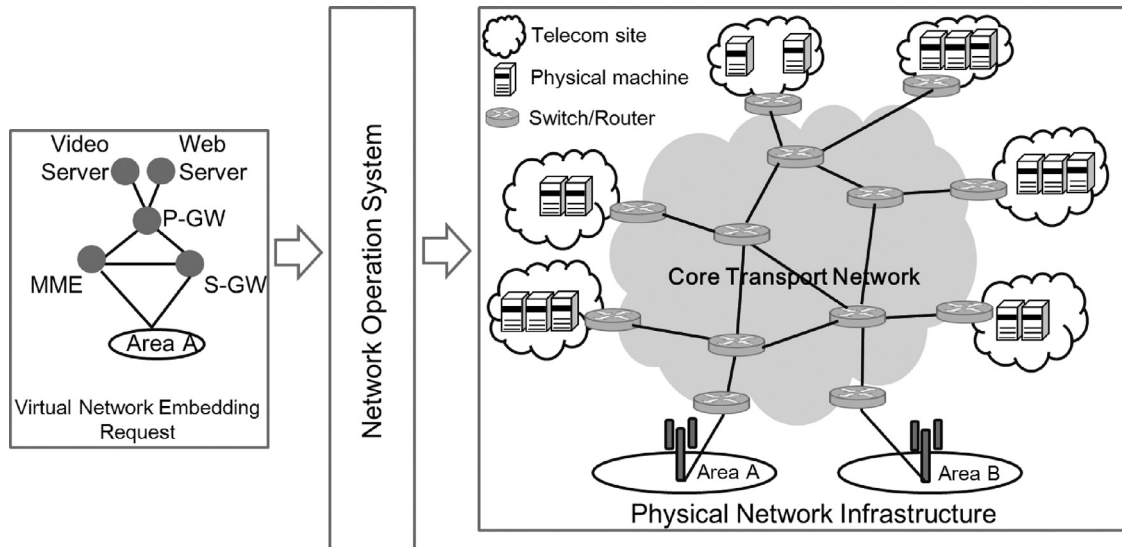 Video
Server
Web
Server
P-GW
MME
S-GW
Area A
Virtual Network Embedding
Request
Network Operation System
Telecom site
Physical machine
Switch/Router
Core Transport Network
Area A
Area B
Physical Network Infrastructure